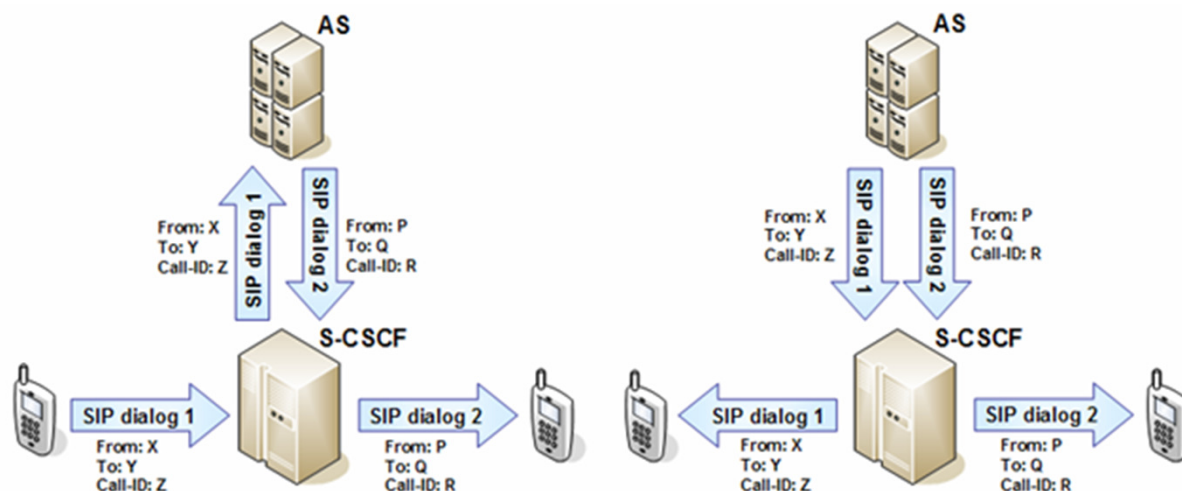 AS
SIP dialog 1
From: X
To: Y
Call-ID: Z
SIP dialog 2
From: P
To: Q
Call-ID: R
S-CSCF
SIP dialog 1
From: X
To: Y
Call-ID: Z
SIP dialog 2
From: P
To: Q
Call-ID: R
AS
From: X
To: Y
Call-ID: Z
SIP dialog 1
SIP dialog 2
From: P
To: Q
Call-ID: R
S-CSCF
SIP dialog 1
From: X
To: Y
Call-ID: Z
SIP dialog 2
From: P
To: Q
Call-ID: R